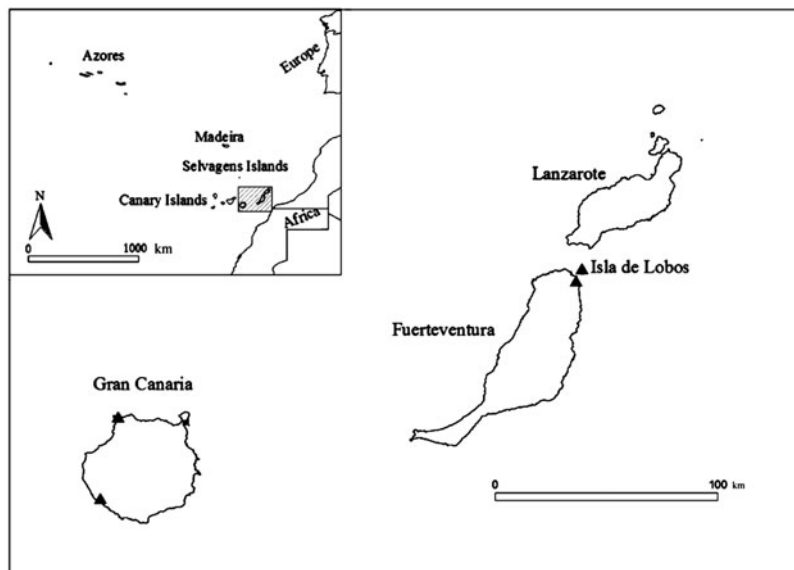 Azores
Europe
Madeira
Selvagens Islands
Canary Islands
Africa
N
0 1000 km
Lanzarote
Isla de Lobos
Fuerteventura
Gran Canaria
0 100 km